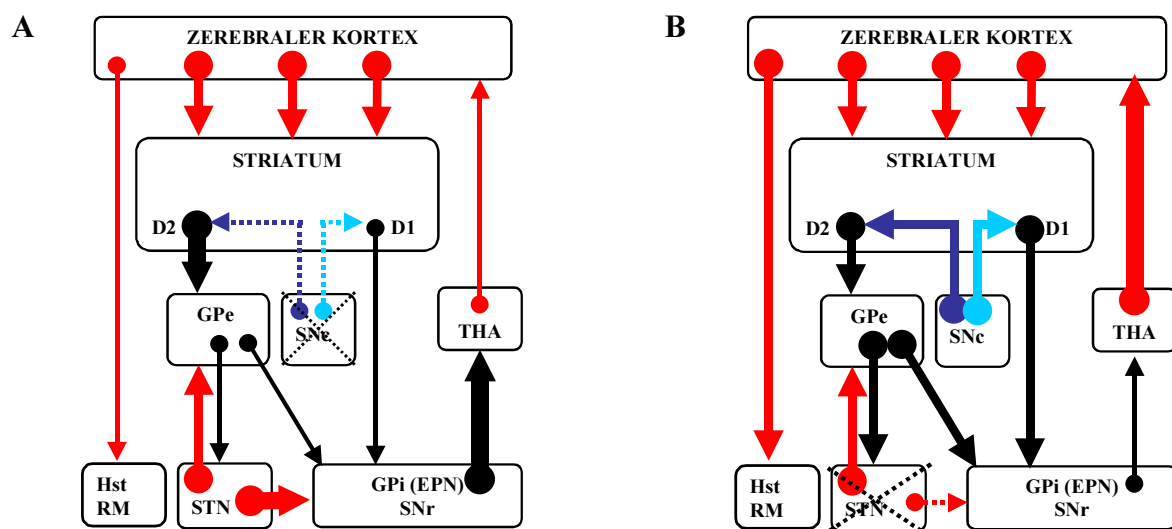 A
ZEREBRALER KORTEX
STRIATUM
D2
D1
GPe
SNc
THA
Hst
RM
STN
GPi (EPN)
SNr
B
ZEREBRALER KORTEX
STRIATUM
D2
D1
GPe
SNc
THA
Hst
RM
STN
GPi (EPN)
SNr